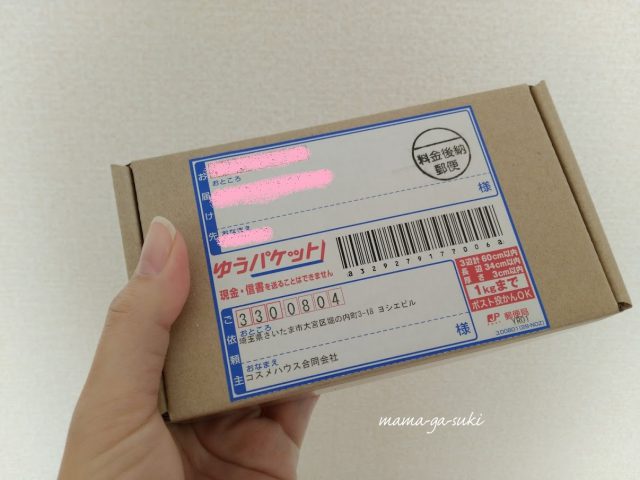 お届け先
おところ
料金後納
郵便
おなまえ
様
ゆうパケット
現金・信書を送ることはできません
a329279177006a
3辺計 60cm以内
長辺 34cm以内
厚さ 3cm以内
1kgまで
ポスト投かんOK
ご依頼主
3300804
おところ
埼玉県さいたま市大宮区堀の内町3-18 ヨシエビル
おなまえ
コスメハウス合同会社
様
JP 郵便局
mama-ga-suki